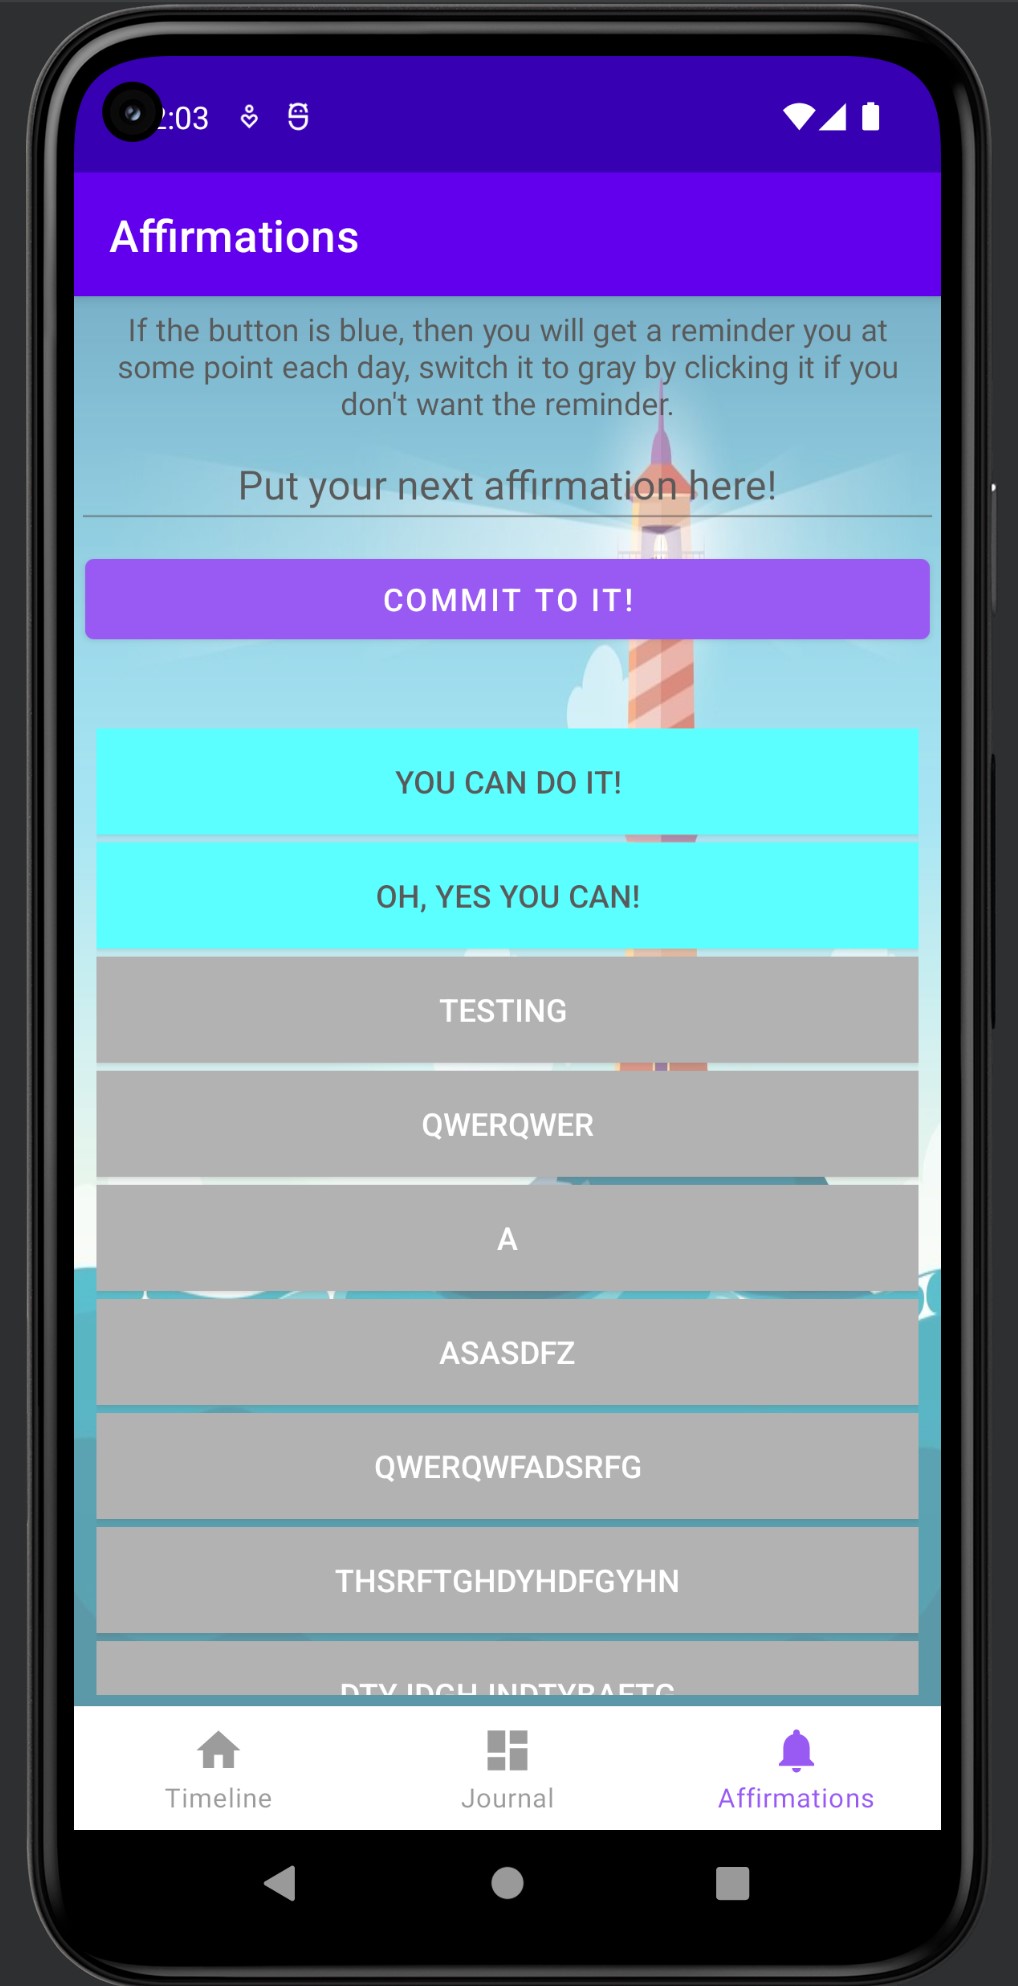 :03
Affirmations
If the button is blue, then you will get a reminder you at
some point each day, switch it to gray by clicking it if you
don't want the reminder.
Put your next affirmation here!
COMMIT TO IT!
YOU CAN DO IT!
OH, YES YOU CAN!
TESTING
QWERQWER
A
ASASDFZ
QWERQWFADSRFG
THSRFTGHDYHDFGYHN
Timeline
Journal
Affirmations